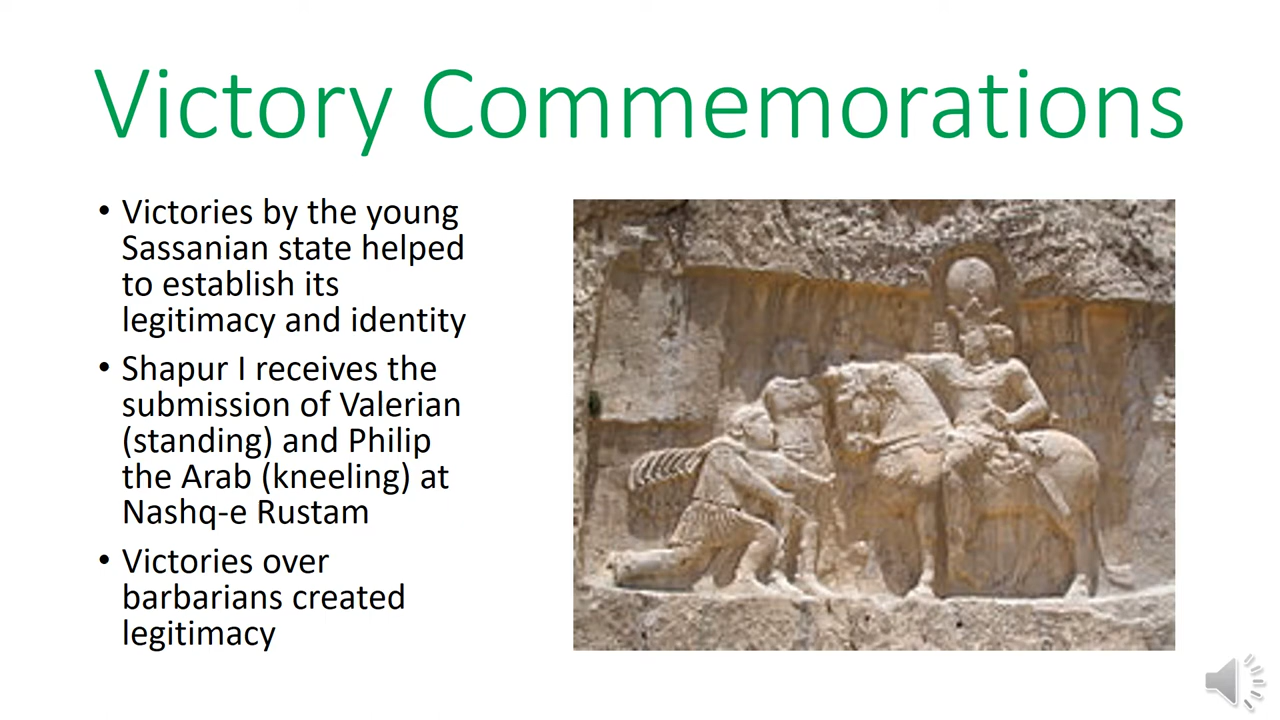 Victory Commemorations
• Victories by the young
Sassanian state helped
to establish its
legitimacy and identity
• Shapur I receives the
submission of Valerian
(standing) and Philip
the Arab (kneeling) at
Nashq-e Rustam
• Victories over
barbarians created
legitimacy